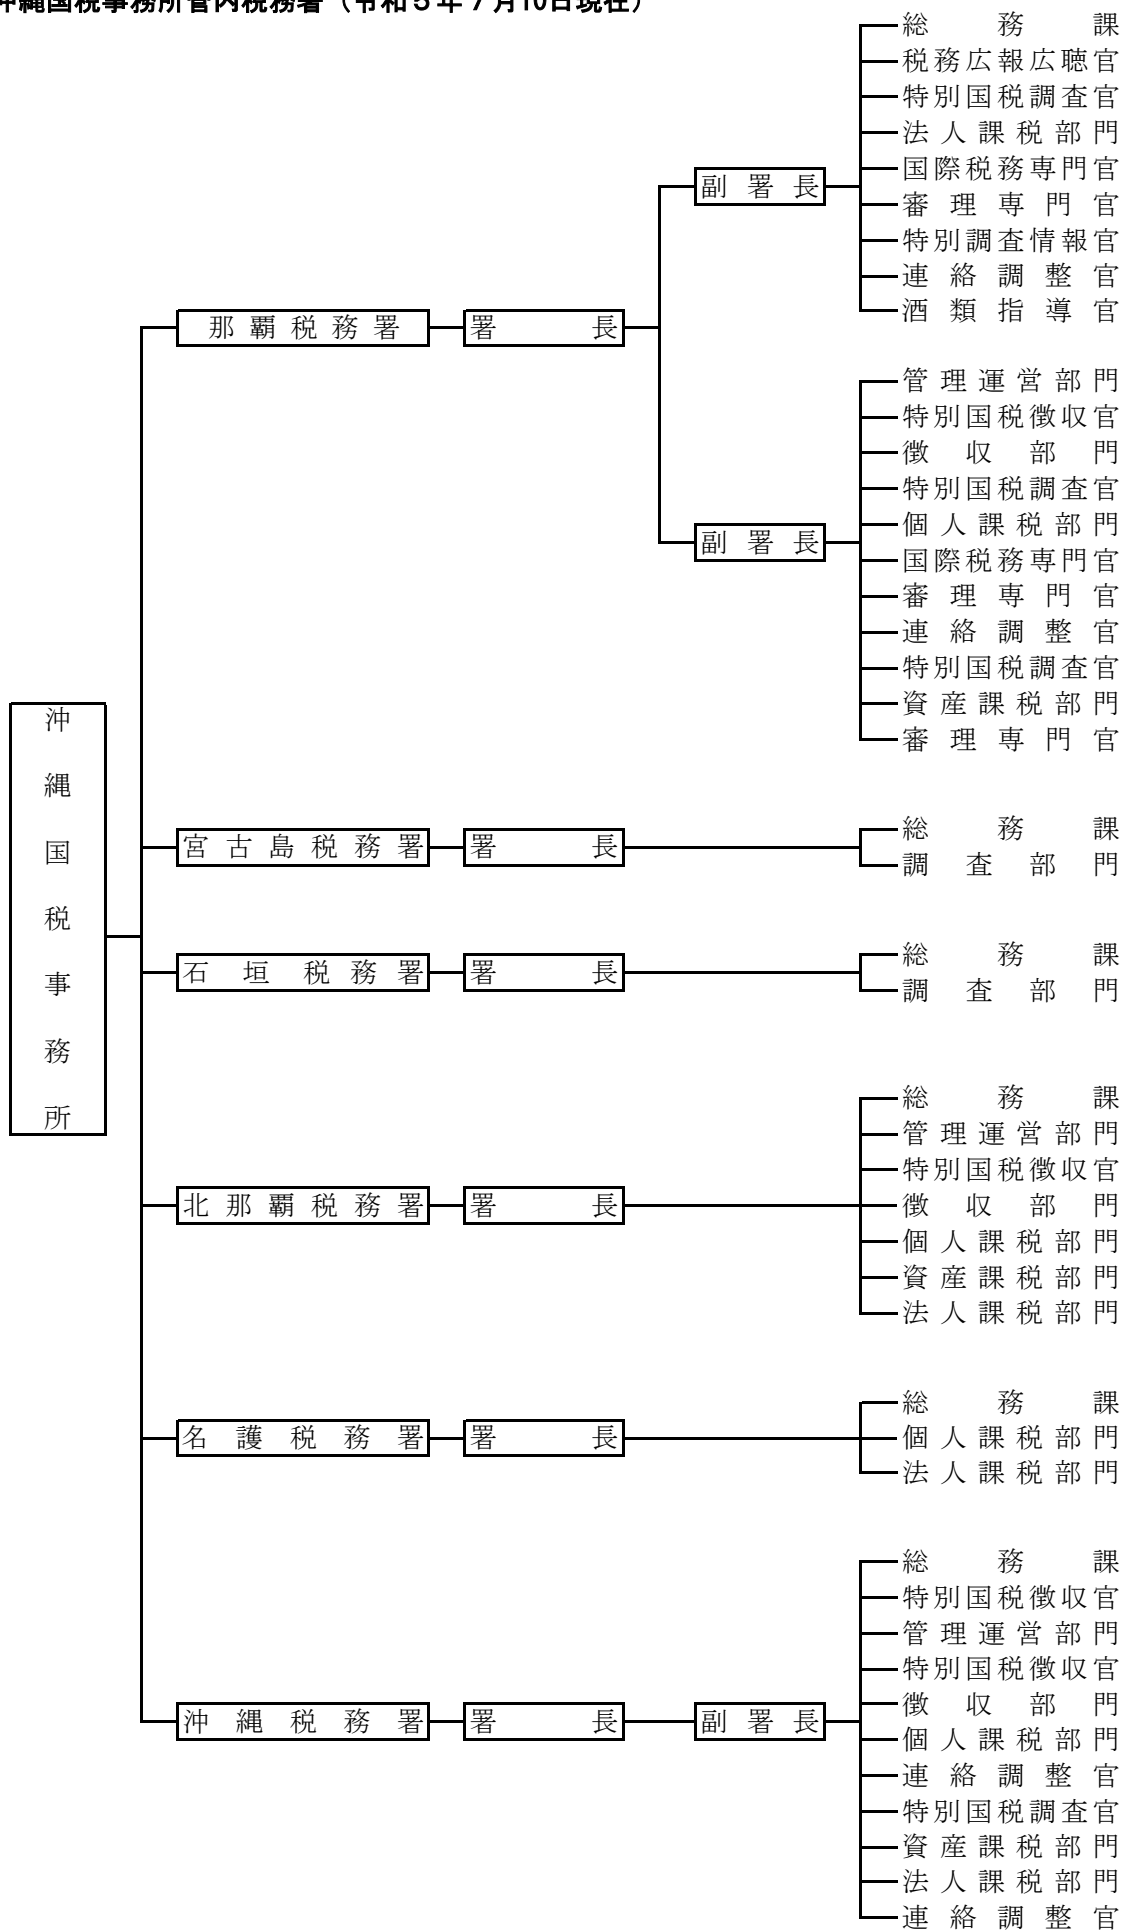 沖縄国税事務所管内税務署（令和５年７月10日現在）
沖縄国税事務所
那覇税務署
署長
副署長
総務課
税務広報広聴官
特別国税調査官
法人課税部門
国際税務専門官
審理専門官
特別調査情報官
連絡調整官
酒類指導官
副署長
管理運営部門
特別国税徴収官
徴収部門
特別国税調査官
個人課税部門
国際税務専門官
審理専門官
連絡調整官
特別国税調査官
資産課税部門
審理専門官
宮古島税務署
署長
総務課
調査部門
石垣税務署
署長
総務課
調査部門
北那覇税務署
署長
総務課
管理運営部門
特別国税徴収官
徴収部門
個人課税部門
資産課税部門
法人課税部門
名護税務署
署長
総務課
個人課税部門
法人課税部門
沖縄税務署
署長
副署長
総務課
特別国税徴収官
管理運営部門
特別国税徴収官
徴収部門
個人課税部門
連絡調整官
特別国税調査官
資産課税部門
法人課税部門
連絡調整官